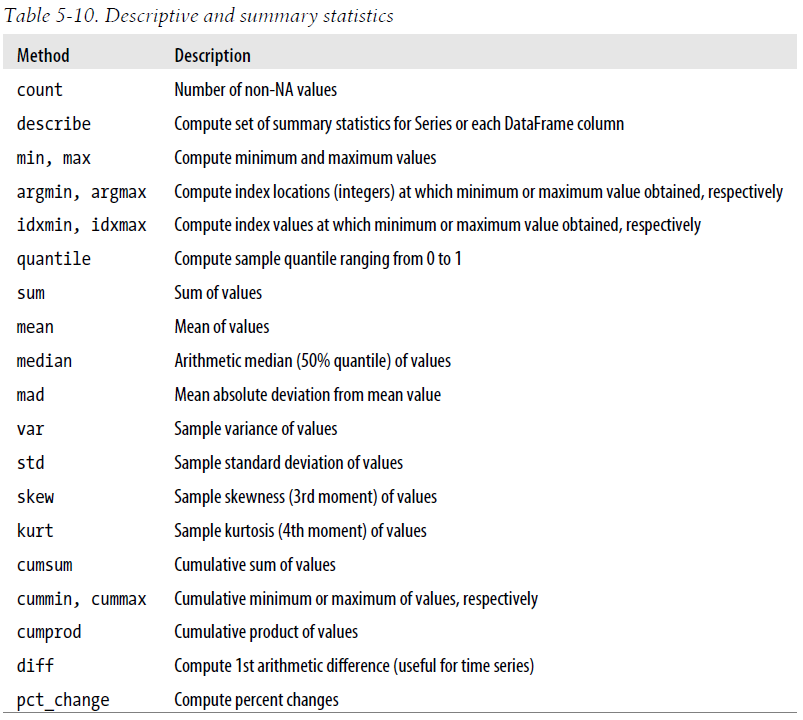 Table 5-10. Descriptive and summary statistics
Method Description
count Number of non-NA values
describe Compute set of summary statistics for Series or each DataFrame column
min, max Compute minimum and maximum values
argmin, argmax Compute index locations (integers) at which minimum or maximum value obtained, respectively
idxmin, idxmax Compute index values at which minimum or maximum value obtained, respectively
quantile Compute sample quantile ranging from 0 to 1
sum Sum of values
mean Mean of values
median Arithmetic median (50% quantile) of values
mad Mean absolute deviation from mean value
var Sample variance of values
std Sample standard deviation of values
skew Sample skewness (3rd moment) of values
kurt Sample kurtosis (4th moment) of values
cumsum Cumulative sum of values
cummin, cummax Cumulative minimum or maximum of values, respectively
cumprod Cumulative product of values
diff Compute 1st arithmetic difference (useful for time series)
pct_change Compute percent changes